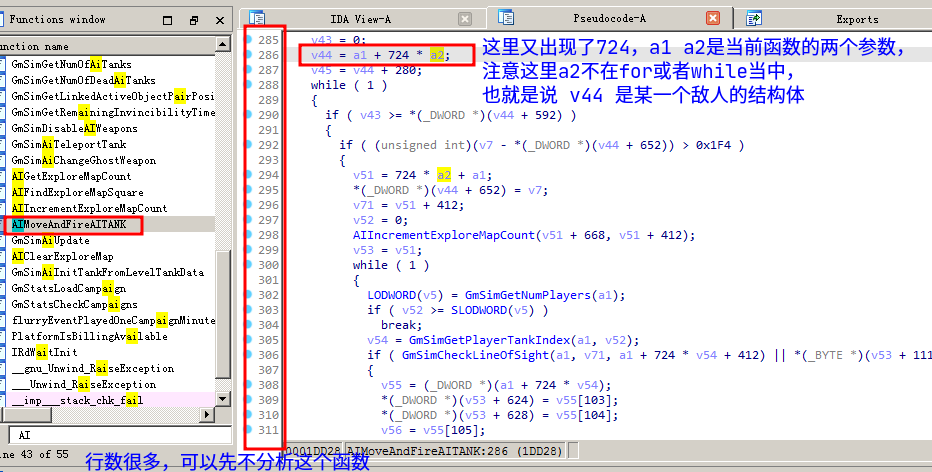 Functions window
IDA View-A
Pseudocode-A
Exports
unction name
GmSimGetNumOfAiTanks
GmSimGetNumOfDeadAiTanks
GmSimGetLinkedActiveObjectPairPosi
GmSimGetRemainingInvincibilityTime
GmSimDisableAIWeapons
GmSimAiTeleportTank
GmSimAiChangeGhostWeapon
AIGetExploreMapCount
AIFindExploreMapSquare
AIIncrementExploreMapCount
AIMoveAndFireAITANK
GmSimAiUpdate
AIClearExploreMap
GmSimAiInitTankFromLevelTankData
GmStatsLoadCampaign
GmStatsCheckCampaigns
flurryEventPlayedOneCampaignMinute
PlatformIsBillingAvailable
IRdWaitInit
__gnu_Unwind_RaiseException
___Unwind_RaiseException
__imp___stack_chk_fail
AI
ine 43 of 55
285 v43 = 0;
286 v44 = a1 + 724 * a2;
287 v45 = v44 + 280;
288 while ( 1 )
289 {
290 if ( v43 >= *(_DWORD *)(v44 + 592) )
291 {
292 if ( (unsigned int)(v7 - *(_DWORD *)(v44 + 652)) > 0x1F4 )
293 {
294 v51 = 724 * a2 + a1;
295 *(_DWORD *)(v44 + 652) = v7;
296 v71 = v51 + 412;
297 v52 = 0;
298 AIIncrementExploreMapCount(v51 + 668, v51 + 412);
299 v53 = v51;
300 while ( 1 )
301 {
302 LODWORD(v5) = GmSimGetNumPlayers(a1);
303 if ( v52 >= SLODWORD(v5) )
304 break;
305 v54 = GmSimGetPlayerTankIndex(a1, v52);
306 if ( GmSimCheckLineOfSight(a1, v71, a1 + 724 * v54 + 412) || *(_BYTE *)(v53 + 111
307 {
308 v55 = (_DWORD *)(a1 + 724 * v54);
309 *(_DWORD *)(v53 + 624) = v55[103];
310 *(_DWORD *)(v53 + 628) = v55[104];
311 v56 = v55[105];
0001DD28 AIMoveAndFireAITANK:286 (1DD28)
这里又出现了724，a1 a2是当前函数的两个参数，
注意这里a2不在for或者while当中，
也就是说 v44 是某一个敌人的结构体
行数很多，可以先不分析这个函数